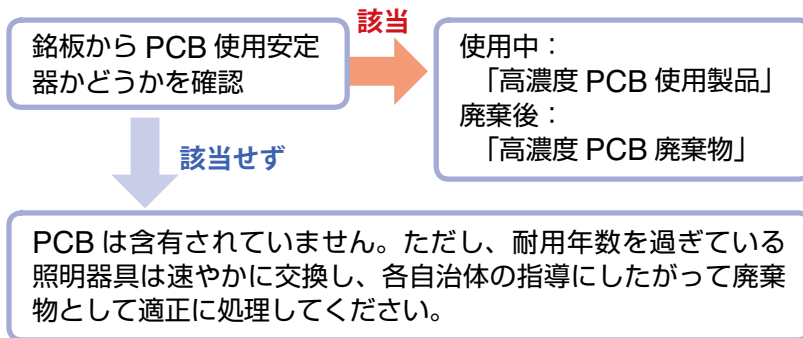 銘板から PCB 使用安定
器かどうかを確認
該当
使用中：
「高濃度 PCB 使用製品」
廃棄後：
「高濃度 PCB 廃棄物」
該当せず
PCB は含有されていません。ただし、耐用年数を過ぎている
照明器具は速やかに交換し、各自治体の指導にしたがって廃棄
物として適正に処理してください。